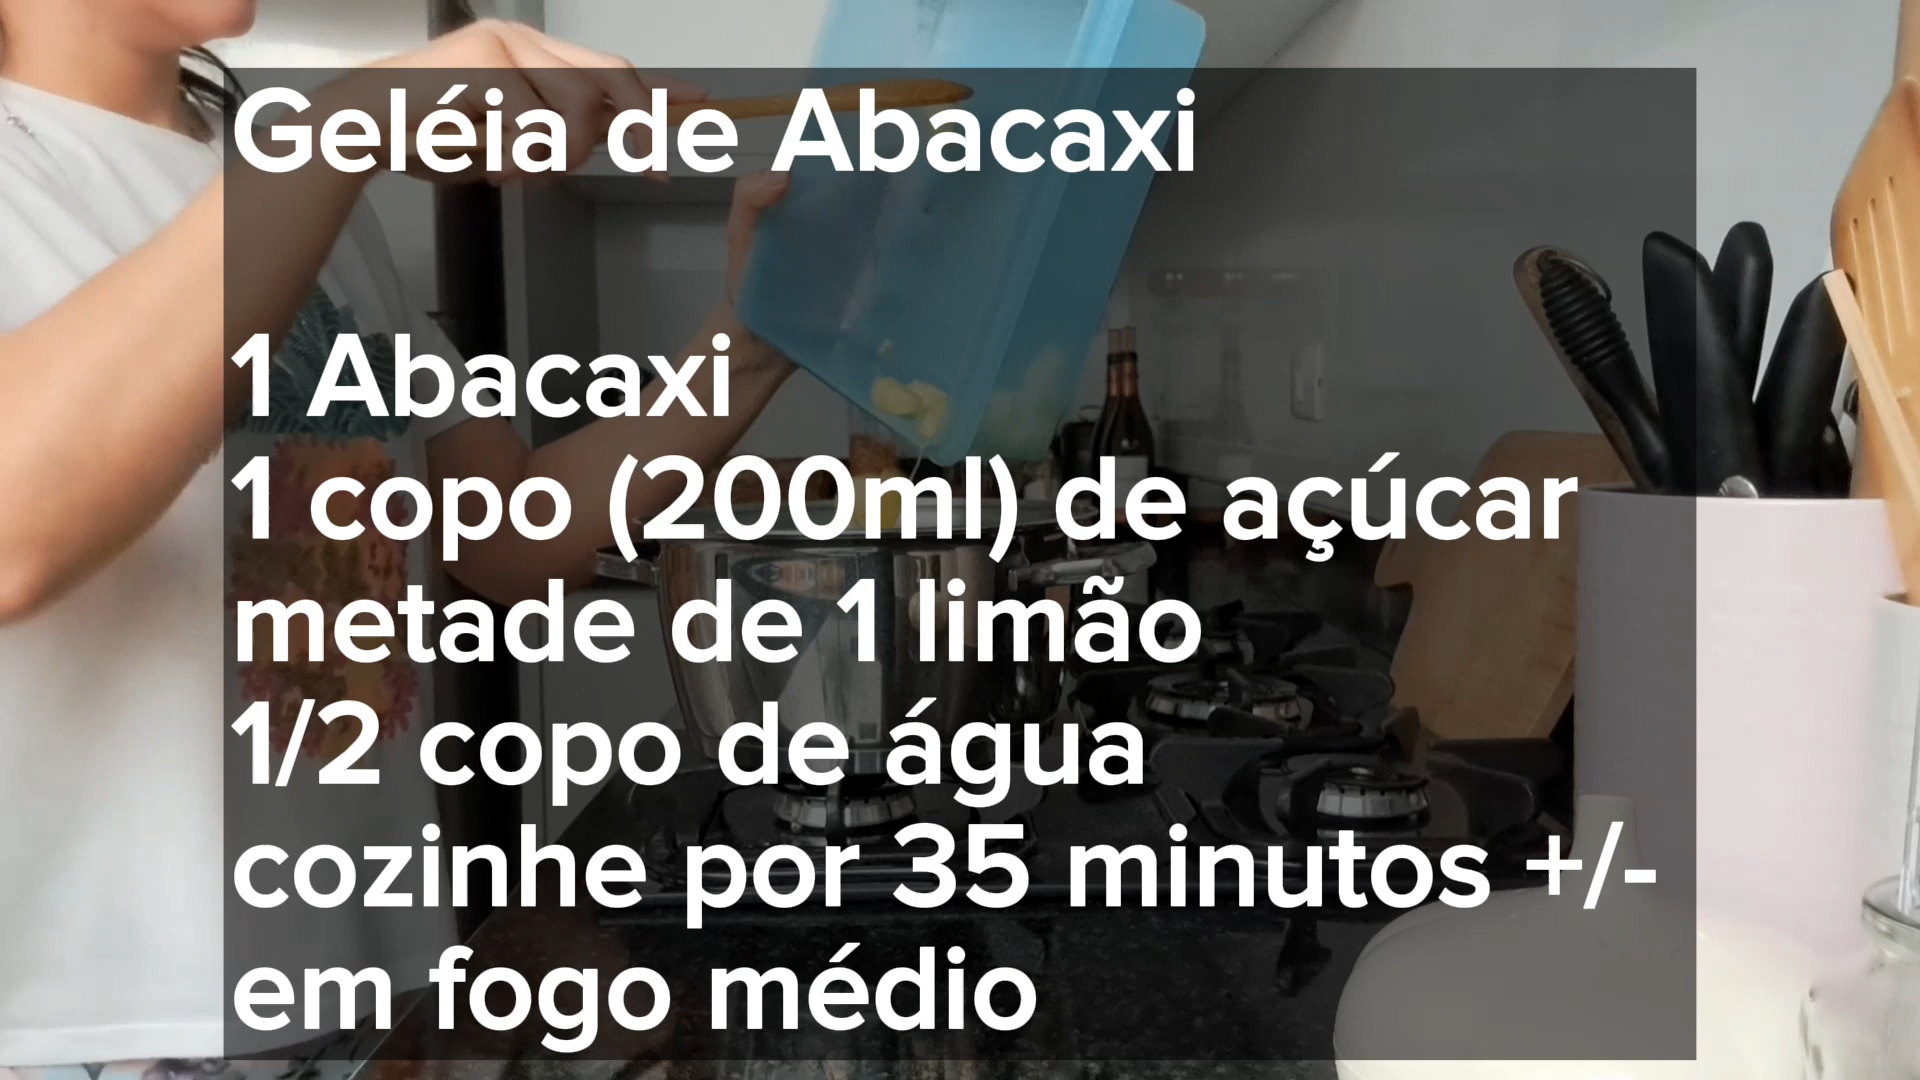 Geléia de Abacaxi
1 Abacaxi
1 copo (200ml) de açúcar
metade de 1 limão
1/2 copo de água
cozinhe por 35 minutos +/-
em fogo médio